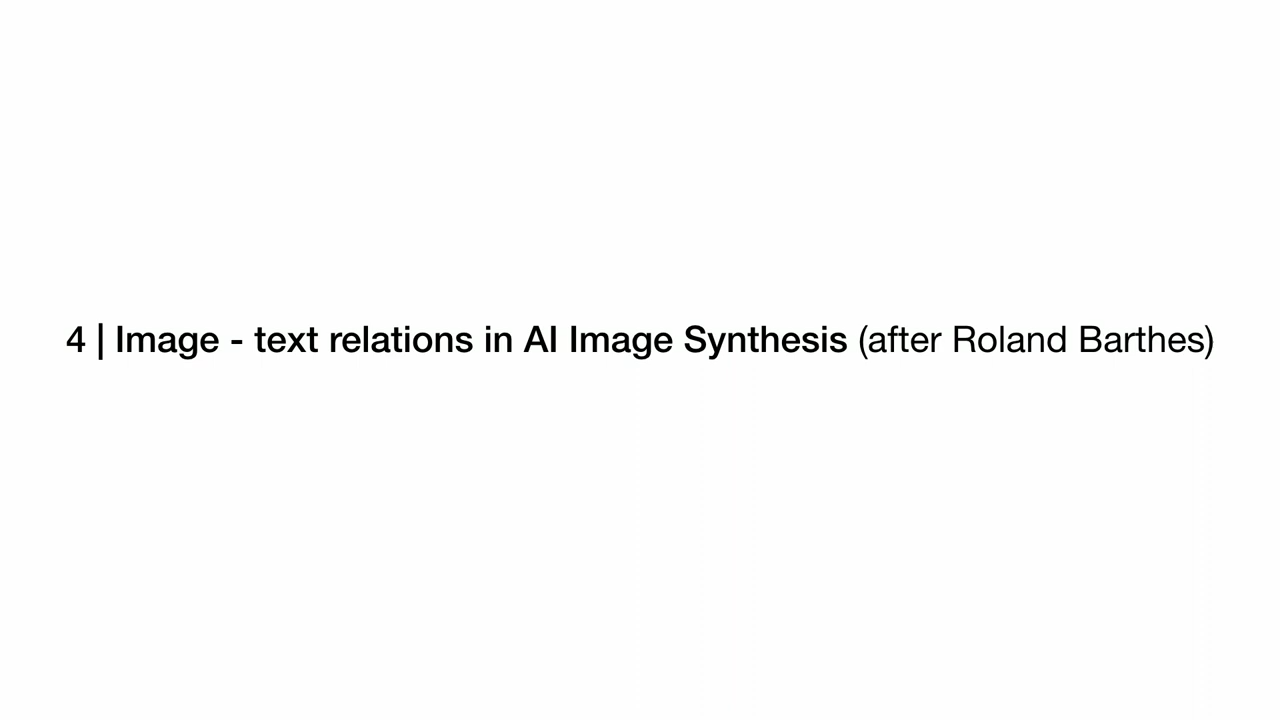 4 | Image - text relations in AI Image Synthesis (after Roland Barthes)